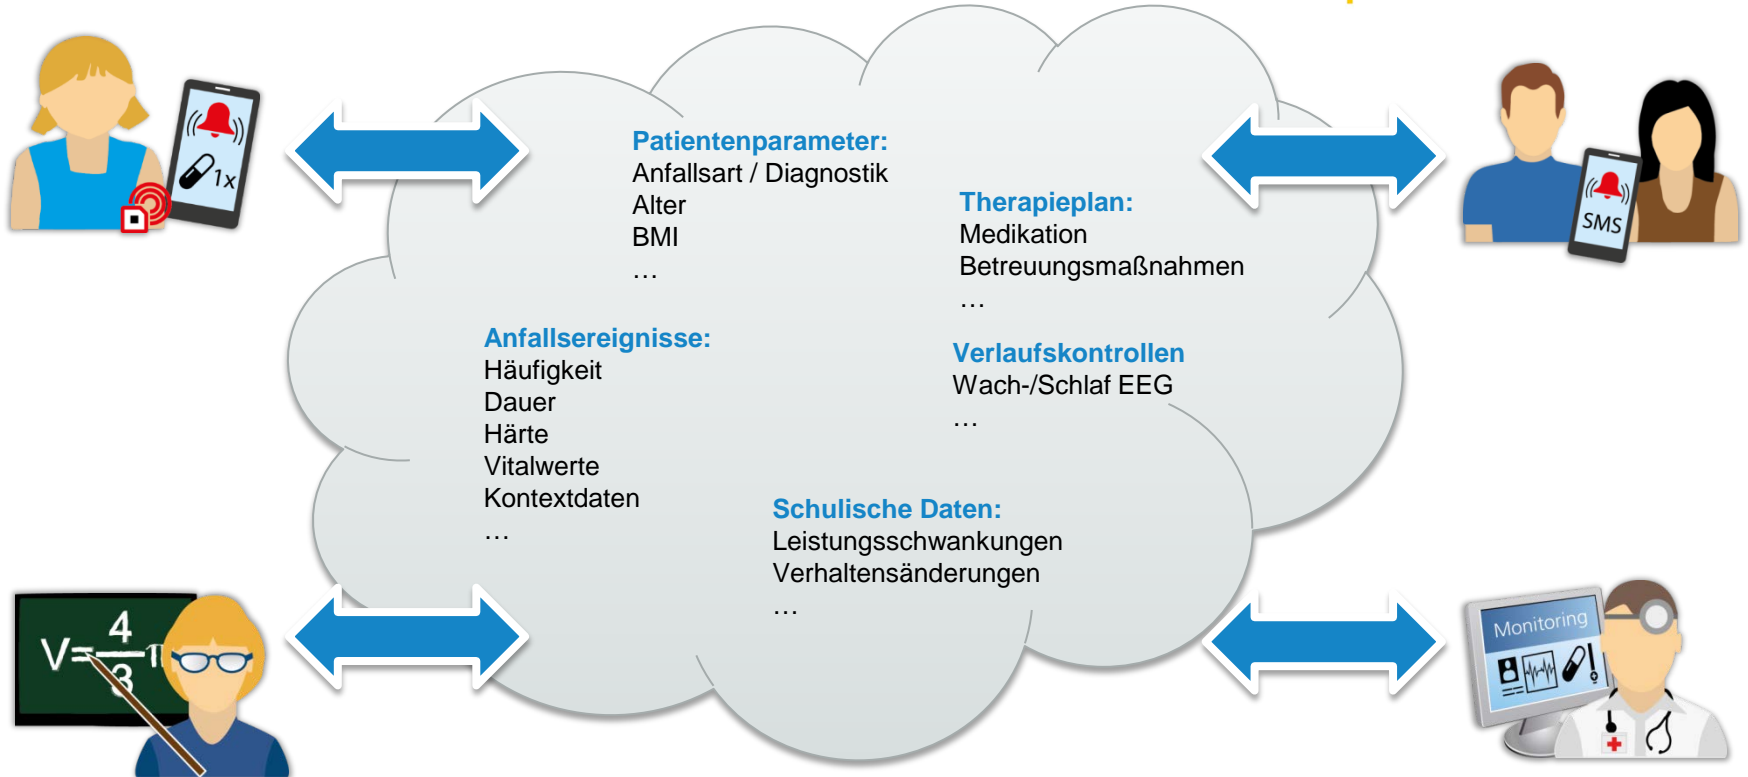 1x
Patientenparameter:
Anfallsart / Diagnostik
Alter
BMI
…
Therapieplan:
Medikation
Betreuungsmaßnahmen
…
SMS
Anfallsereignisse:
Häufigkeit
Dauer
Härte
Vitalwerte
Kontextdaten
…
Verlaufskontrollen
Wach-/Schlaf EEG
…
Schulische Daten:
Leistungsschwankungen
Verhaltensänderungen
…
V=4/3π
Monitoring